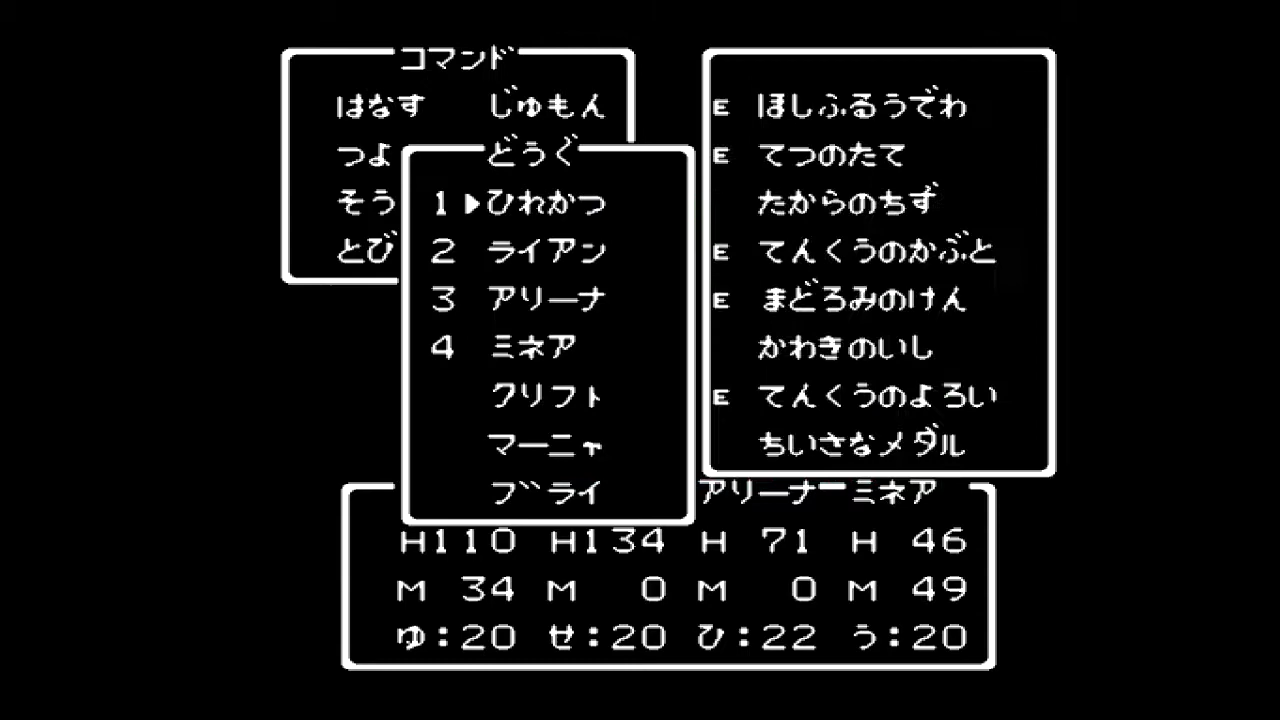 コマンド
はなす じゅもん
つよ
そう
とび
どうぐ
1 ▶ひれかつ
2 ライアン
3 アリーナ
4 ミネア
クリフト
マーニャ
ブライ
E ほしふるうでわ
E てつのたて
たからのちず
E てんくうのかぶと
E まどろみのけん
かわきのいし
E てんくうのよろい
ちいさなメダル
アリーナ ミネア
H110 H134 H 71 H 46
M 34 M 0 M 0 M 49
ゆ:20 せ:20 ひ:22 う:20